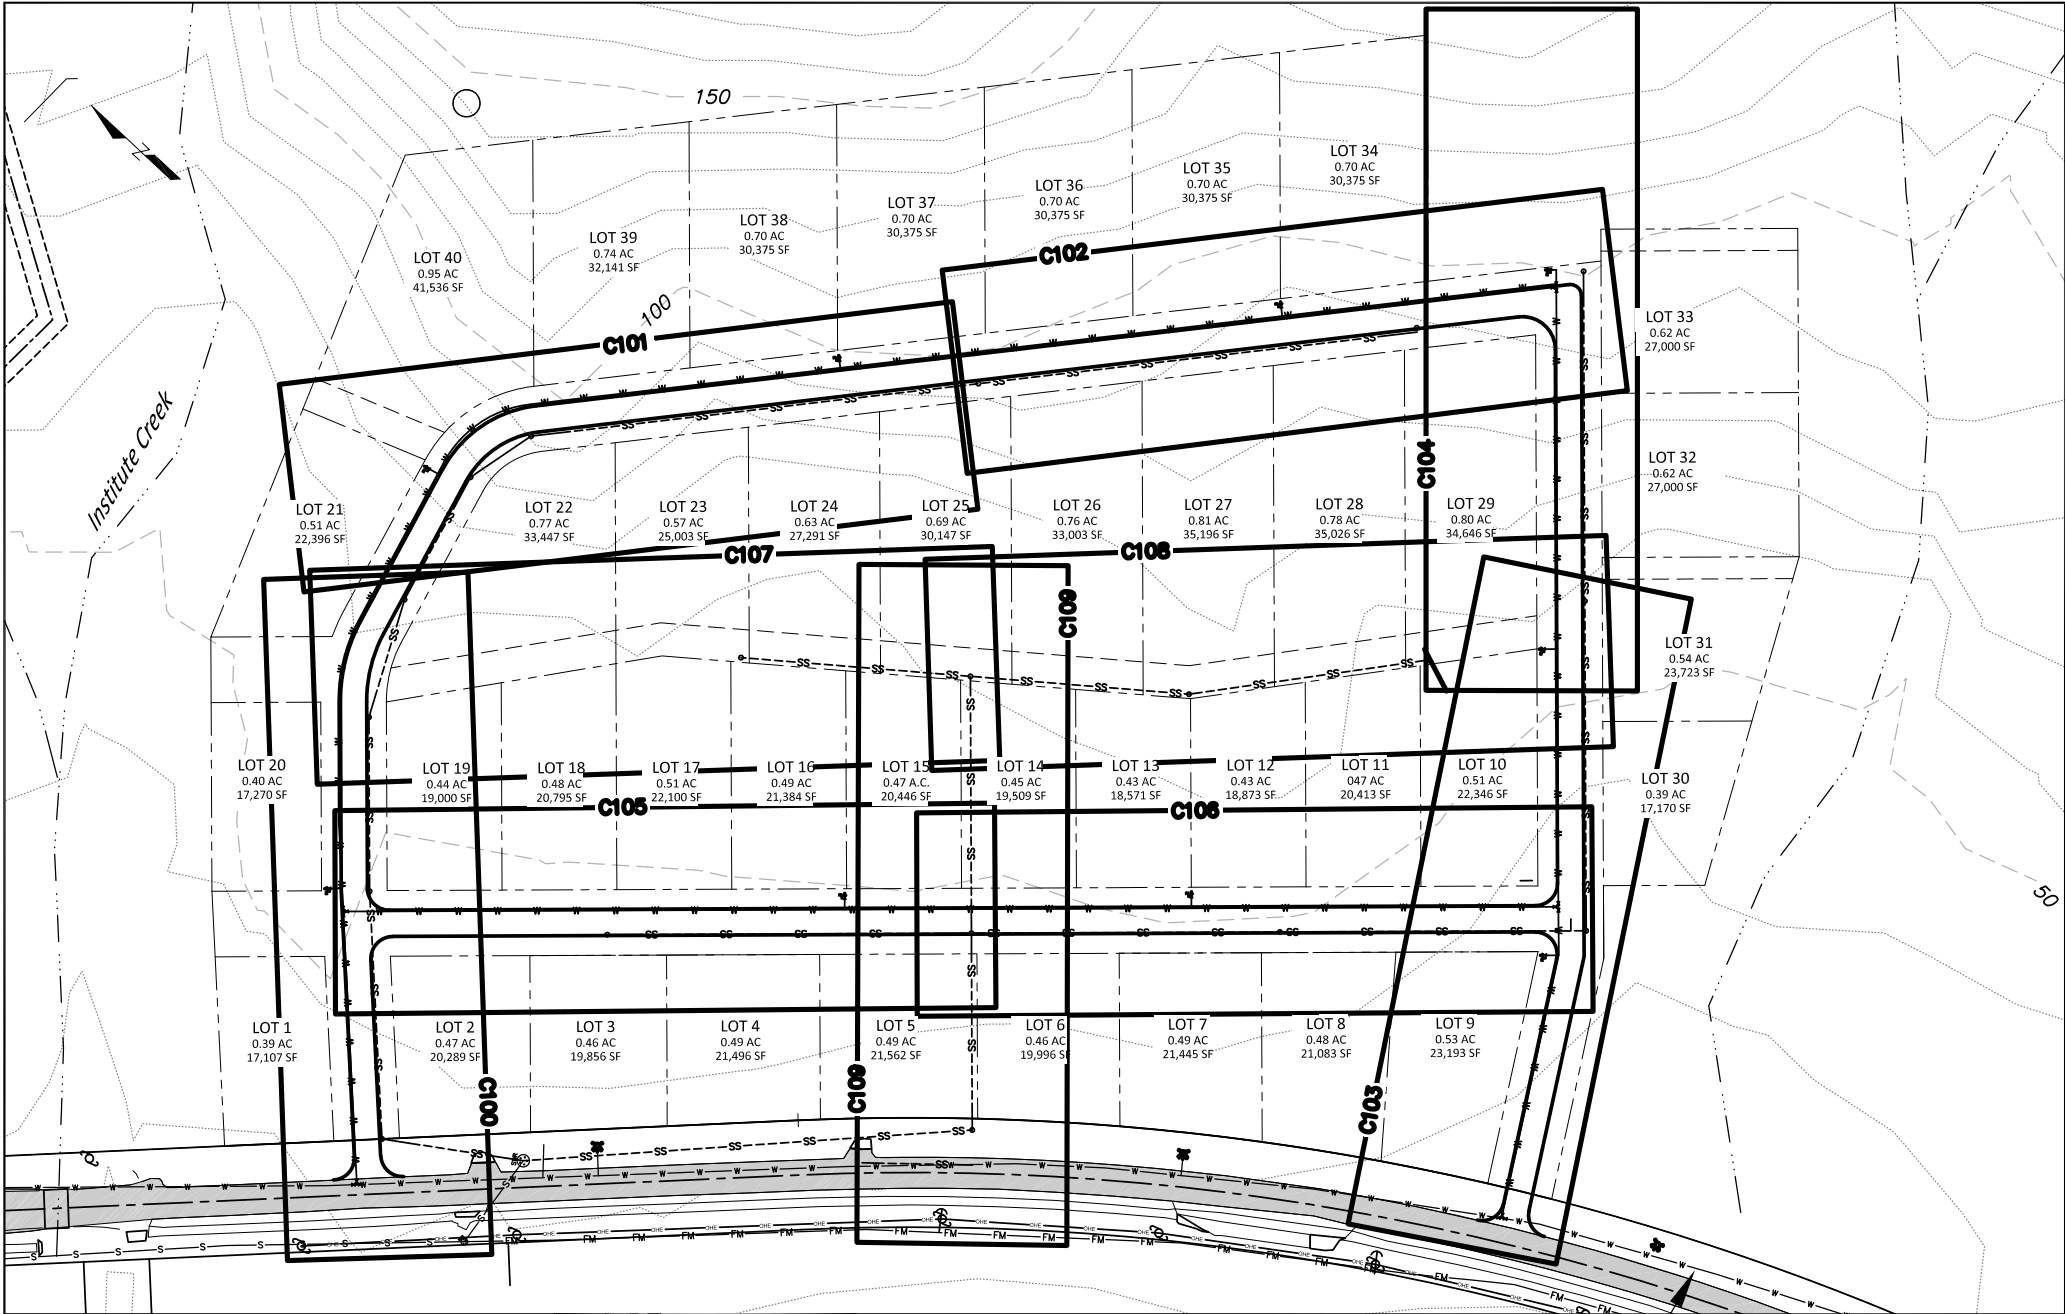 150
LOT 34
0.70 AC
30,375 SF
LOT 35
0.70 AC
30,375 SF
LOT 36
0.70 AC
30,375 SF
LOT 37
0.70 AC
30,375 SF
LOT 38
0.70 AC
30,375 SF
LOT 39
0.74 AC
32,141 SF
LOT 40
0.95 AC
41,536 SF
C102
100
C101
LOT 33
0.62 AC
27,000 SF
Institute Creek
C104
LOT 32
0.62 AC
27,000 SF
LOT 21
0.51 AC
22,396 SF
LOT 22
0.77 AC
33,447 SF
LOT 23
0.57 AC
25,003 SF
LOT 24
0.63 AC
27,291 SF
LOT 25
0.69 AC
30,147 SF
LOT 26
0.76 AC
33,003 SF
LOT 27
0.81 AC
35,196 SF
LOT 28
0.78 AC
35,026 SF
LOT 29
0.80 AC
34,646 SF
C107
C108
C109
LOT 31
0.54 AC
23,723 SF
LOT 20
0.40 AC
17,270 SF
LOT 19
0.44 AC
19,000 SF
LOT 18
0.48 AC
20,795 SF
LOT 17
0.51 AC
22,100 SF
LOT 16
0.49 AC
21,384 SF
LOT 15
0.47 A.C.
20,446 SF
LOT 14
0.45 AC
19,509 SF
LOT 13
0.43 AC
18,571 SF
LOT 12
0.43 AC
18,873 SF
LOT 11
047 AC
20,413 SF
LOT 10
0.51 AC
22,346 SF
LOT 30
0.39 AC
17,170 SF
C105
C106
50
LOT 1
0.39 AC
17,107 SF
LOT 2
0.47 AC
20,289 SF
LOT 3
0.46 AC
19,856 SF
LOT 4
0.49 AC
21,496 SF
LOT 5
0.49 AC
21,562 SF
LOT 6
0.46 AC
19,996 SF
LOT 7
0.49 AC
21,445 SF
LOT 8
0.48 AC
21,083 SF
LOT 9
0.53 AC
23,193 SF
C100
C109
C103